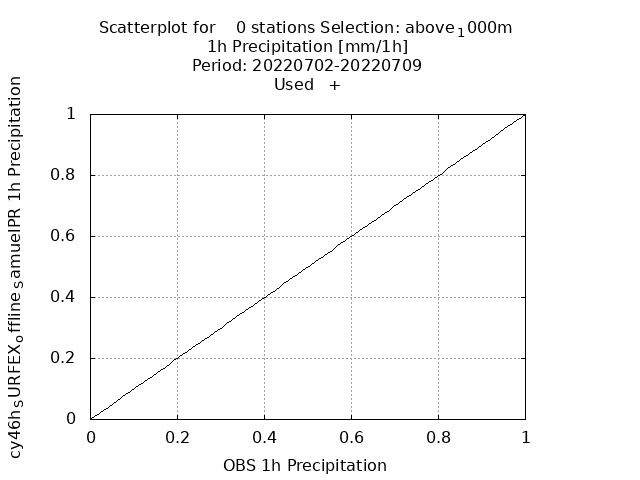 Scatterplot for 0 stations Selection: above₁000m
1h Precipitation [mm/1h]
Period: 20220702-20220709
Used +
cy46hₛURFEXₒfflineₛamuelPR 1h Precipitation
1
0.8
0.6
0.4
0.2
0
0 0.2 0.4 0.6 0.8 1
OBS 1h Precipitation